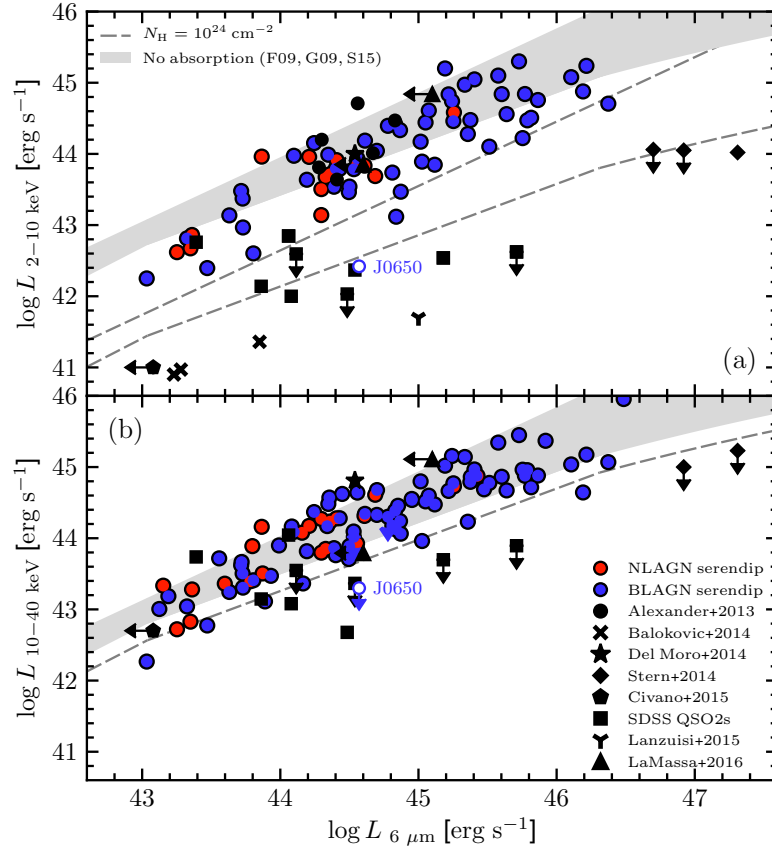 46
45
44
43
42
41
46
log L 2−10 keV [erg s−1]
N_H = 10^24 cm−2
No absorption (F09, G09, S15)
J0650
(a)
45
44
43
42
41
log L 10−40 keV [erg s−1]
(b)
J0650
NLAGN serendip
BLAGN serendip
Alexander+2013
Balokovic+2014
Del Moro+2014
Stern+2014
Civano+2015
SDSS QSO2s
Lanzuisi+2015
LaMassa+2016
43 44 45 46 47
log L 6 μm [erg s−1]